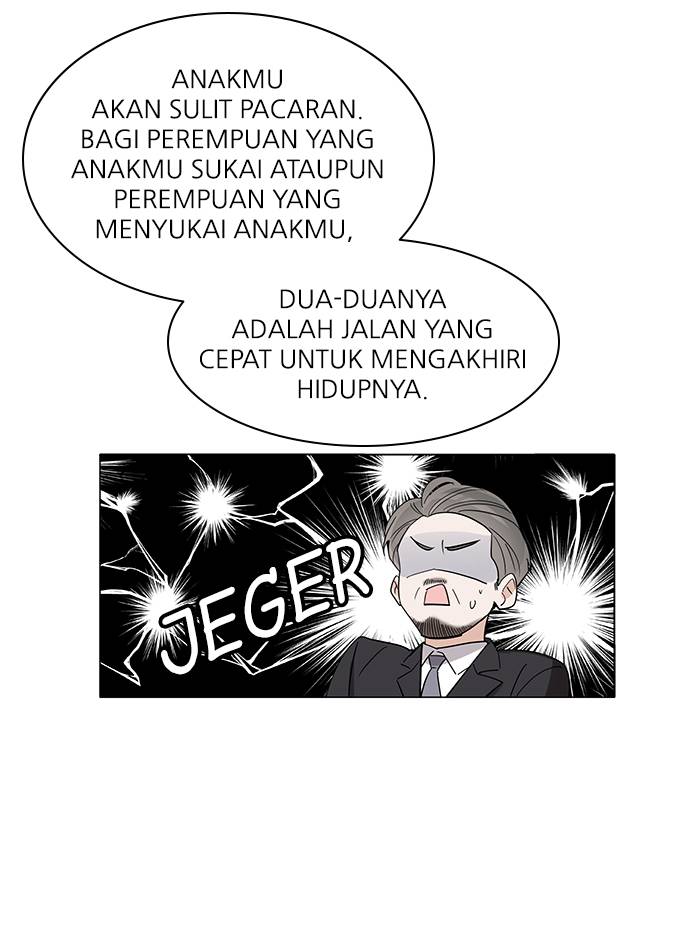 ANAKMU
AKAN SULIT PACARAN.
BAGI PEREMPUAN YANG
ANAKMU SUKAI ATAUPUN
PEREMPUAN YANG
MENYUKAI ANAKMU,
DUA-DUANYA
ADALAH JALAN YANG
CEPAT UNTUK MENGAKHIRI
HIDUPNYA.
JEGER